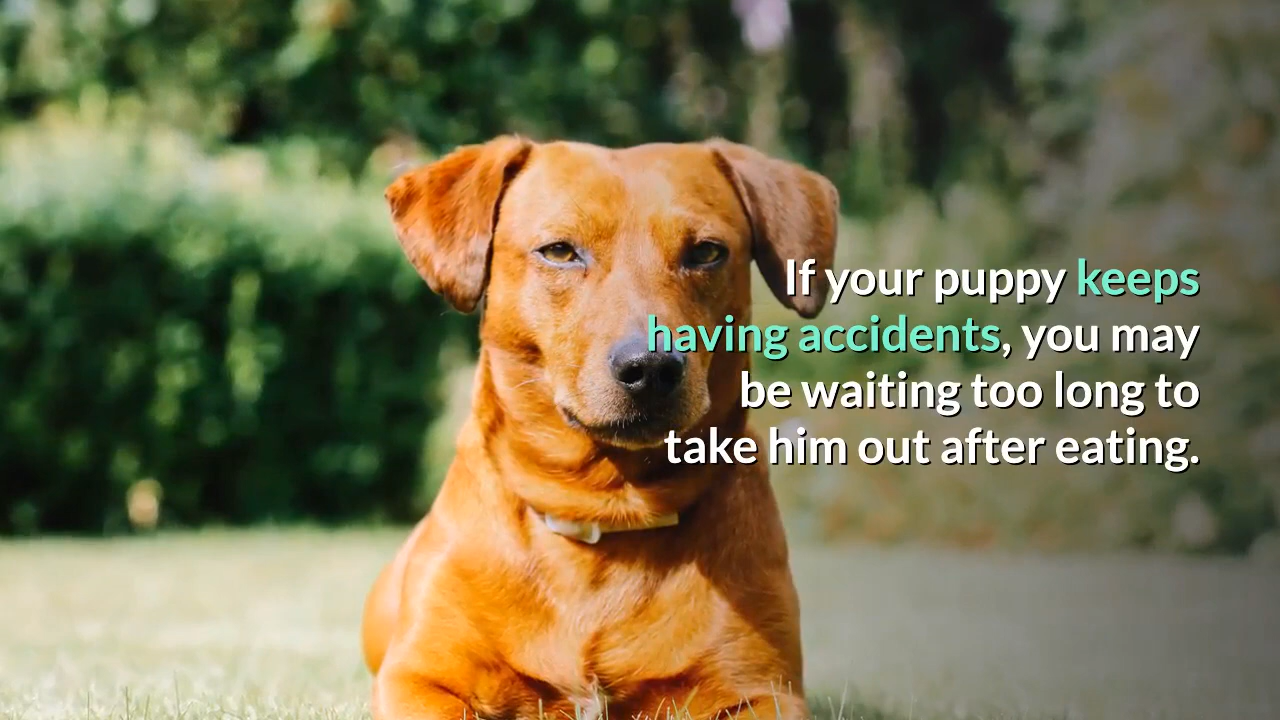 If your puppy keeps
having accidents, you may
be waiting too long to
take him out after eating.